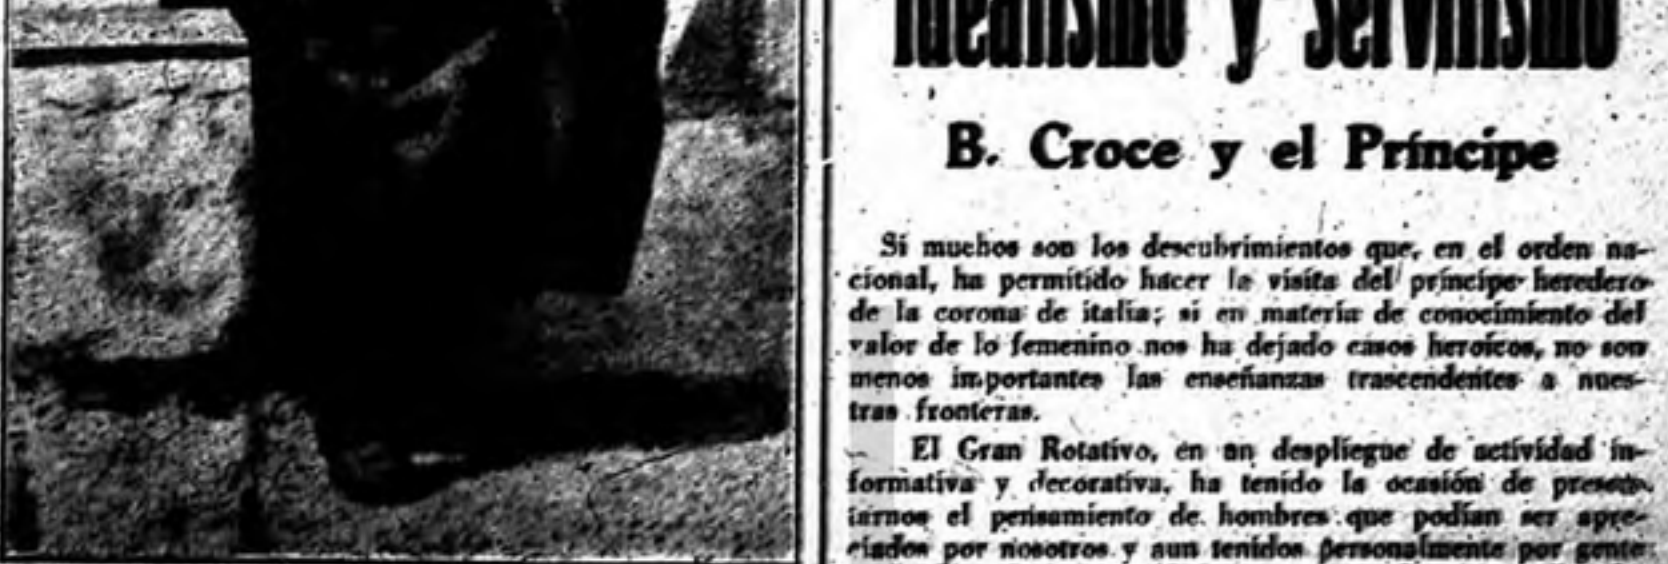 idealismo y servilismo
B. Croce y el Príncipe
Si muchos son los descubrimientos que, en el orden na-
cional, ha permitido hacer la visita del príncipe heredero
de la corona de italia; si en materia de conocimiento del
valor de lo femenino nos ha dejado casos heroicos, no son
menos importantes las enseñanzas trascendentes a nues-
tras fronteras.
El Gran Rotativo, en un despliegue de actividad in-
formativa y decorativa, ha tenido la ocasión de presen-
tarnos el pensamiento de hombres que podían ser apre-
ciados por nosotros y aun tenidos personalmente por gente